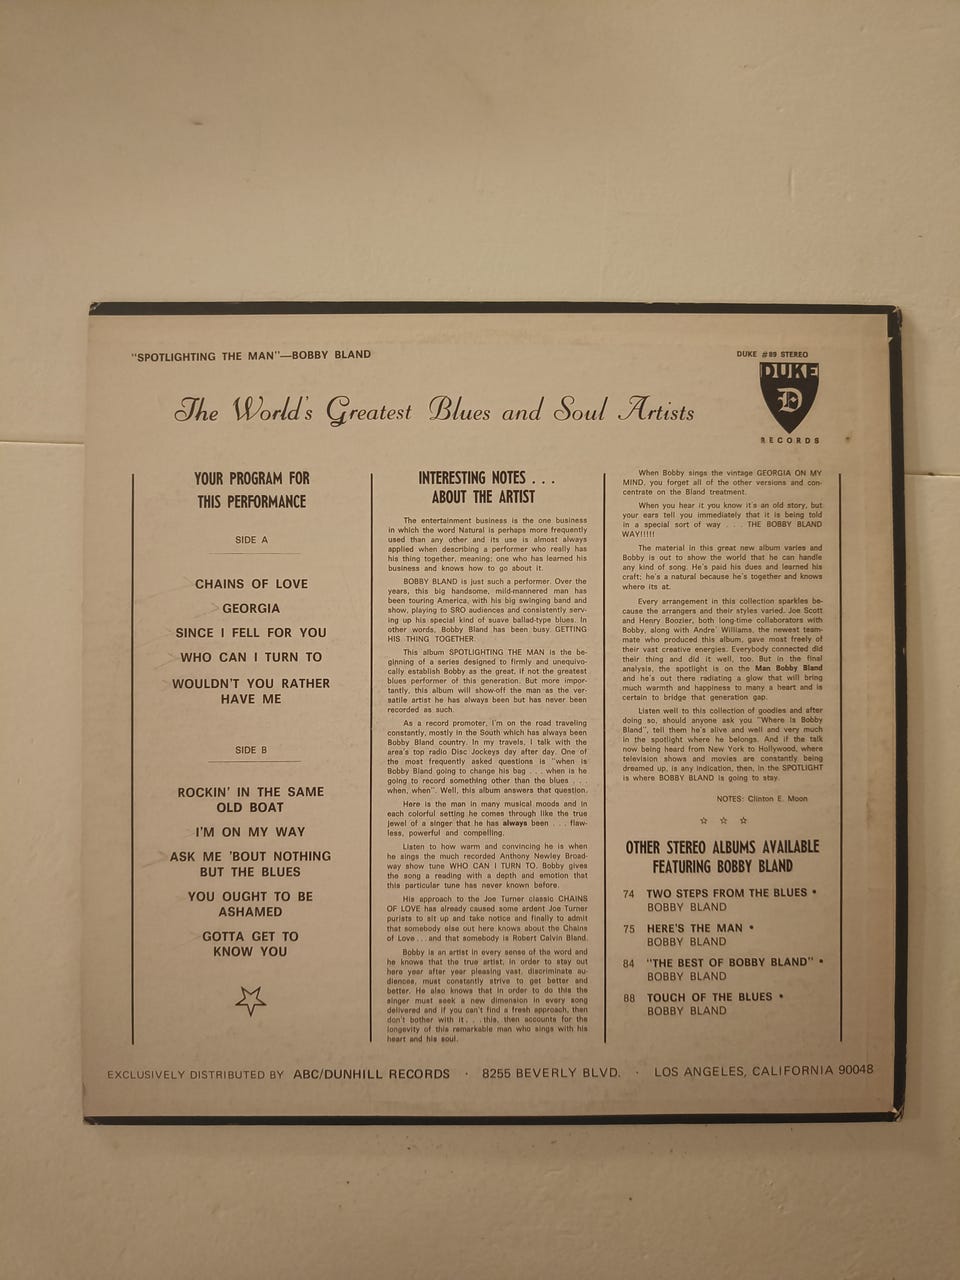 "SPOTLIGHTING THE MAN"—BOBBY BLAND
DUKE #89 STEREO
DUKE
D
RECORDS
The World's Greatest Blues and Soul Artists
YOUR PROGRAM FOR
THIS PERFORMANCE
SIDE A
CHAINS OF LOVE
GEORGIA
SINCE I FELL FOR YOU
WHO CAN I TURN TO
WOULDN'T YOU RATHER
HAVE ME
SIDE B
ROCKIN' IN THE SAME
OLD BOAT
I'M ON MY WAY
ASK ME 'BOUT NOTHING
BUT THE BLUES
YOU OUGHT TO BE
ASHAMED
GOTTA GET TO
KNOW YOU
INTERESTING NOTES . . .
ABOUT THE ARTIST
The entertainment business is the one business
in which the word Natural is perhaps more frequently
used than any other and its use is almost always
applied when describing a performer who really has
his thing together, meaning: one who has learned his
business and knows how to go about it.
BOBBY BLAND is just such a performer. Over the
years, this big handsome, mild-mannered man has
been touring America, with his big swinging band and
show, playing to SRO audiences and consistently serv-
ing up his special kind of suave ballad-type blues. In
other words, Bobby Bland has been busy GETTING
HIS THING TOGETHER.
This album SPOTLIGHTING THE MAN is the be-
ginning of a series designed to firmly and unequivo-
cally establish Bobby as the great, if not the greatest
blues performer of this generation. But more impor-
tantly, this album will show-off the man as the ver-
satile artist he has always been but has never been
recorded as such.
As a record promoter, I'm on the road traveling
constantly, mostly in the South which has always been
Bobby Bland country. In my travels, I talk with the
area's top radio Disc Jockeys day after day. One of
the most frequently asked questions is "when is
Bobby Bland going to change his bag . . . when is he
going to record something other than the blues . . .
when, when". Well, this album answers that question.
Here is the man in many musical moods and in
each colorful setting he comes through like the true
jewel of a singer that he has always been . . . flaw-
less, powerful and compelling.
Listen to how warm and convincing he is when
he sings the much recorded Anthony Newley Broad-
way show tune WHO CAN I TURN TO. Bobby gives
the song a reading with a depth and emotion that
this particular tune has never known before.
His approach to the Joe Turner classic CHAINS
OF LOVE has already caused some ardent Joe Turner
purists to sit up and take notice and finally to admit
that somebody else out here knows about the Chains
of Love . . . and that somebody is Robert Calvin Bland.
Bobby is an artist in every sense of the word and
he knows that the true artist, in order to stay out
here year after year pleasing vast, discriminate au-
diences, must constantly strive to get better and
better. He also knows that in order to do this the
singer must seek a new dimension in every song
delivered and if you can't find a fresh approach, then
don't bother with it. . . this, then accounts for the
longevity of this remarkable man who sings with his
heart and his soul.
When Bobby sings the vintage GEORGIA ON MY
MIND, you forget all of the other versions and con-
centrate on the Bland treatment.
When you hear it you know it's an old story, but
your ears tell you immediately that it is being told
in a special sort of way . . . THE BOBBY BLAND
WAY!!!!!
The material in this great new album varies and
Bobby is out to show the world that he can handle
any kind of song. He's paid his dues and learned his
craft; he's a natural because he's together and knows
where its at.
Every arrangement in this collection sparkles be-
cause the arrangers and their styles varied. Joe Scott
and Henry Boozier, both long-time collaborators with
Bobby, along with Andre' Williams, the newest team-
mate who produced this album, gave most freely of
their vast creative energies. Everybody connected did
their thing and did it well, too. But in the final
analysis, the spotlight is on the Man Bobby Bland
and he's out there radiating a glow that will bring
much warmth and happiness to many a heart and is
certain to bridge that generation gap.
Listen well to this collection of goodies and after
doing so, should anyone ask you "Where is Bobby
Bland", tell them he's alive and well and very much
in the spotlight where he belongs. And if the talk
now being heard from New York to Hollywood, where
television shows and movies are constantly being
dreamed up, is any indication, then, in the SPOTLIGHT
is where BOBBY BLAND is going to stay.
NOTES: Clinton E. Moon
OTHER STEREO ALBUMS AVAILABLE
FEATURING BOBBY BLAND
74 TWO STEPS FROM THE BLUES •
BOBBY BLAND
75 HERE'S THE MAN •
BOBBY BLAND
84 "THE BEST OF BOBBY BLAND" •
BOBBY BLAND
88 TOUCH OF THE BLUES •
BOBBY BLAND
EXCLUSIVELY DISTRIBUTED BY ABC/DUNHILL RECORDS · 8255 BEVERLY BLVD. · LOS ANGELES, CALIFORNIA 90048